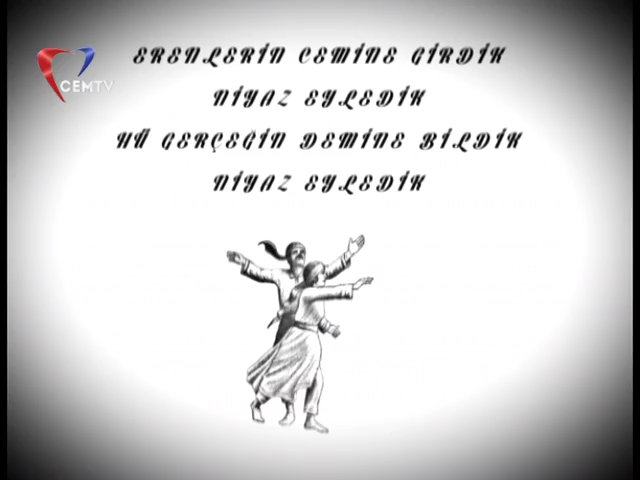 CEMTV
ERENLERİN CEMİNE GİRDİK
NİYAZ EYLEDİK
HÜ GERÇEĞİN DEMİNE BİLDİK
NİYAZ EYLEDİK